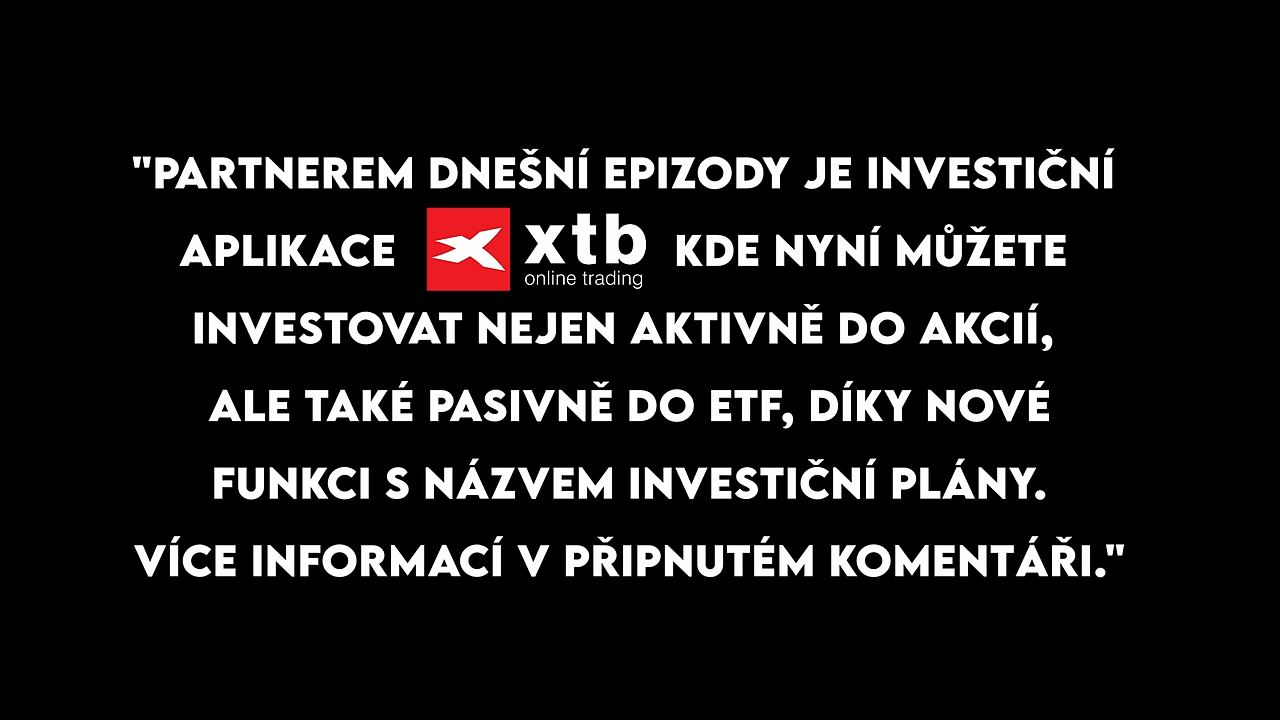 "PARTNEREM DNEŠNÍ EPIZODY JE INVESTIČNÍ
APLIKACE xtb online trading KDE NYNÍ MŮŽETE
INVESTOVAT NEJEN AKTIVNĚ DO AKCIÍ,
ALE TAKÉ PASIVNĚ DO ETF, DÍKY NOVÉ
FUNKCI S NÁZVEM INVESTIČNÍ PLÁNY.
VÍCE INFORMACÍ V PŘIPNUTÉM KOMENTÁŘI."